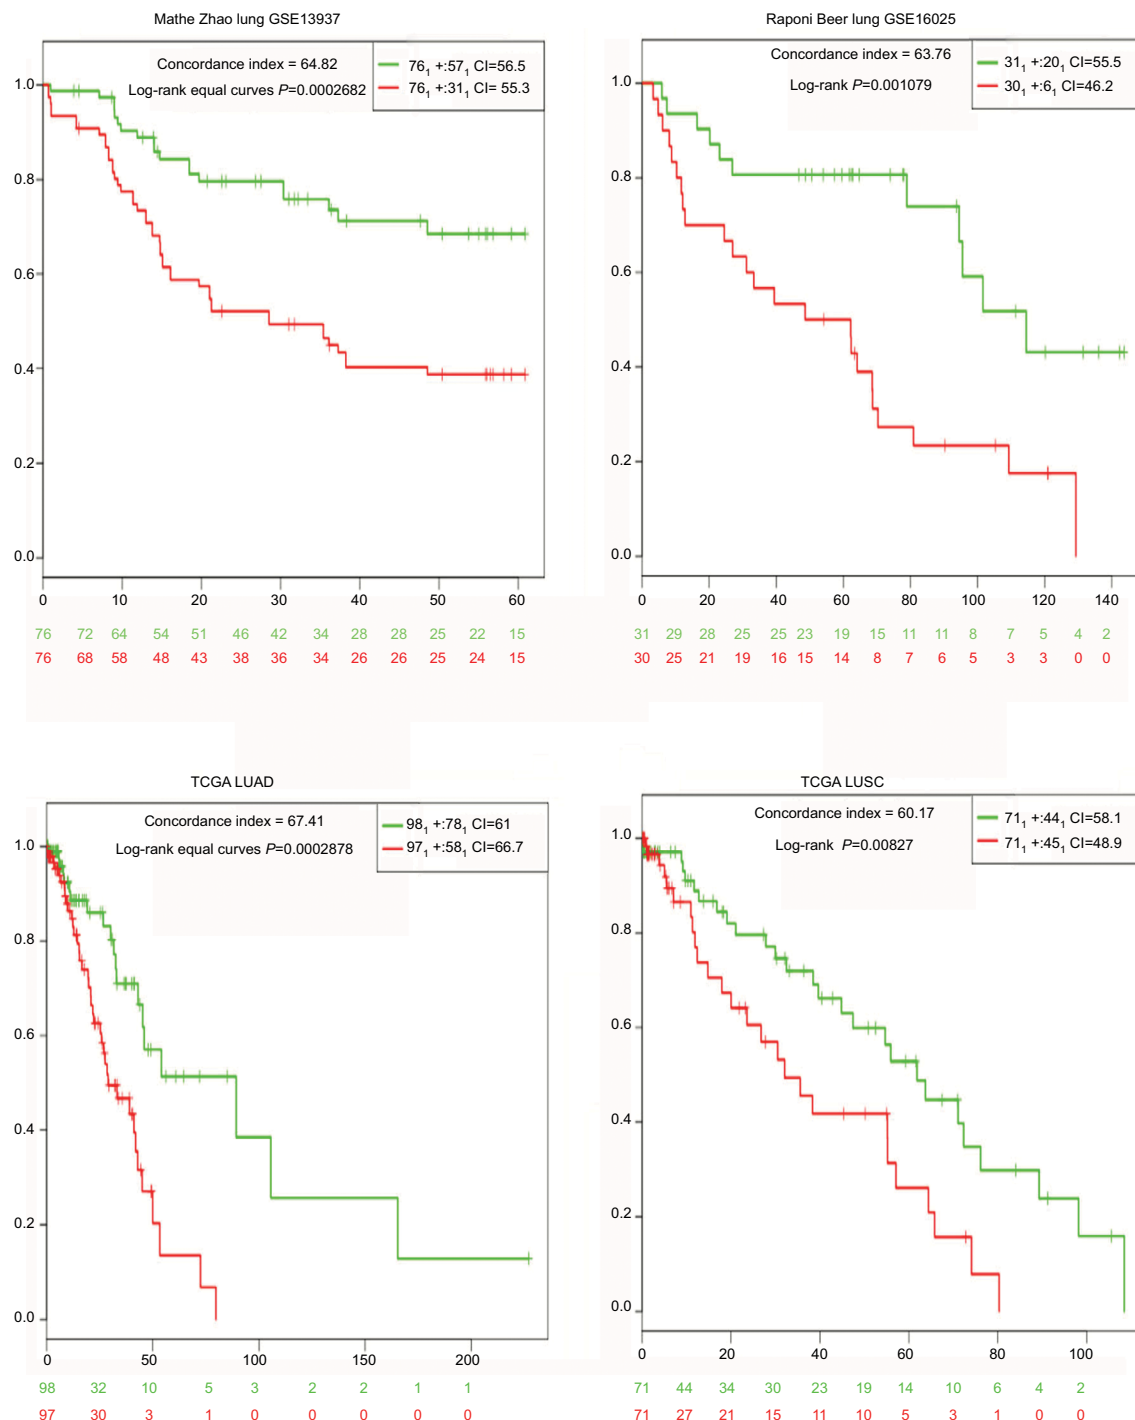 Mathe Zhao lung GSE13937
Concordance index = 64.82
Log-rank equal curves P=0.0002682
76₁ +:57₁ CI=56.5
76₁ +:31₁ CI= 55.3
1.0
0.8
0.6
0.4
0.2
0.0
0 10 20 30 40 50 60
76 72 64 54 51 46 42 34 28 28 25 22 15
76 68 58 48 43 38 36 34 26 26 25 24 15
Raponi Beer lung GSE16025
Concordance index = 63.76
Log-rank P=0.001079
31₁ +:20₁ CI=55.5
30₁ +:6₁ CI=46.2
1.0
0.8
0.6
0.4
0.2
0.0
0 20 40 60 80 100 120 140
31 29 28 25 25 23 19 15 11 11 8 7 5 4 2
30 25 21 19 16 15 14 8 7 6 5 3 3 0 0
TCGA LUAD
Concordance index = 67.41
Log-rank equal curves P=0.0002878
98₁ +:78₁ CI=61
97₁ +:58₁ CI=66.7
1.0
0.8
0.6
0.4
0.2
0.0
0 50 100 150 200
98 32 10 5 3 2 2 1 1
97 30 3 1 0 0 0 0 0
TCGA LUSC
Concordance index = 60.17
Log-rank P=0.00827
71₁ +:44₁ CI=58.1
71₁ +:45₁ CI=48.9
1.0
0.8
0.6
0.4
0.2
0.0
0 20 40 60 80 100
71 44 34 30 23 19 14 10 6 4 2
71 27 21 15 11 10 5 3 1 0 0